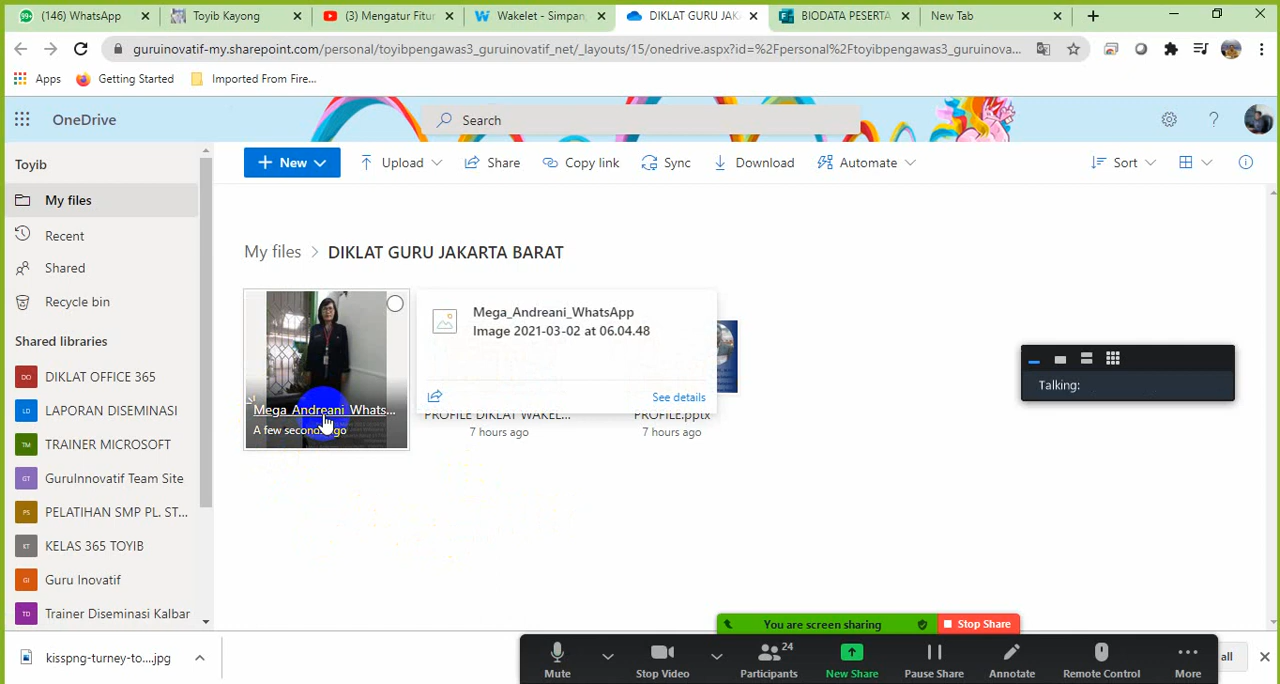 (146) WhatsApp
Toyib Kayong
(3) Mengatur Fitur
Wakelet - Simpan,
DIKLAT GURU JA
BIODATA PESERTA
New Tab
guruinovatif-my.sharepoint.com/personal/toyibpengawas3_guruinovatif_net/_layouts/15/onedrive.aspx?id=%2Fpersonal%2Ftoyibpengawas3_guruinova...
Apps
Getting Started
Imported From Fire...
OneDrive
Search
Toyib
My files
Recent
Shared
Recycle bin
Shared libraries
DO DIKLAT OFFICE 365
LD LAPORAN DISEMINASI
TM TRAINER MICROSOFT
GT GuruInnovatif Team Site
PS PELATIHAN SMP PL. ST...
KT KELAS 365 TOYIB
GI Guru Inovatif
TD Trainer Diseminasi Kalbar
New
Upload
Share
Copy link
Sync
Download
Automate
Sort
My files > DIKLAT GURU JAKARTA BARAT
Mega_Andreani_Whats...
A few seconds ago
Mega_Andreani_WhatsApp
Image 2021-03-02 at 06.04.48
See details
PROFILE DIKLAT WAKEL...
7 hours ago
PROFILE.pptx
7 hours ago
Talking:
You are screen sharing
Stop Share
kisspng-turney-to....jpg
Mute
Stop Video
24
Participants
New Share
Pause Share
Annotate
Remote Control
More
all